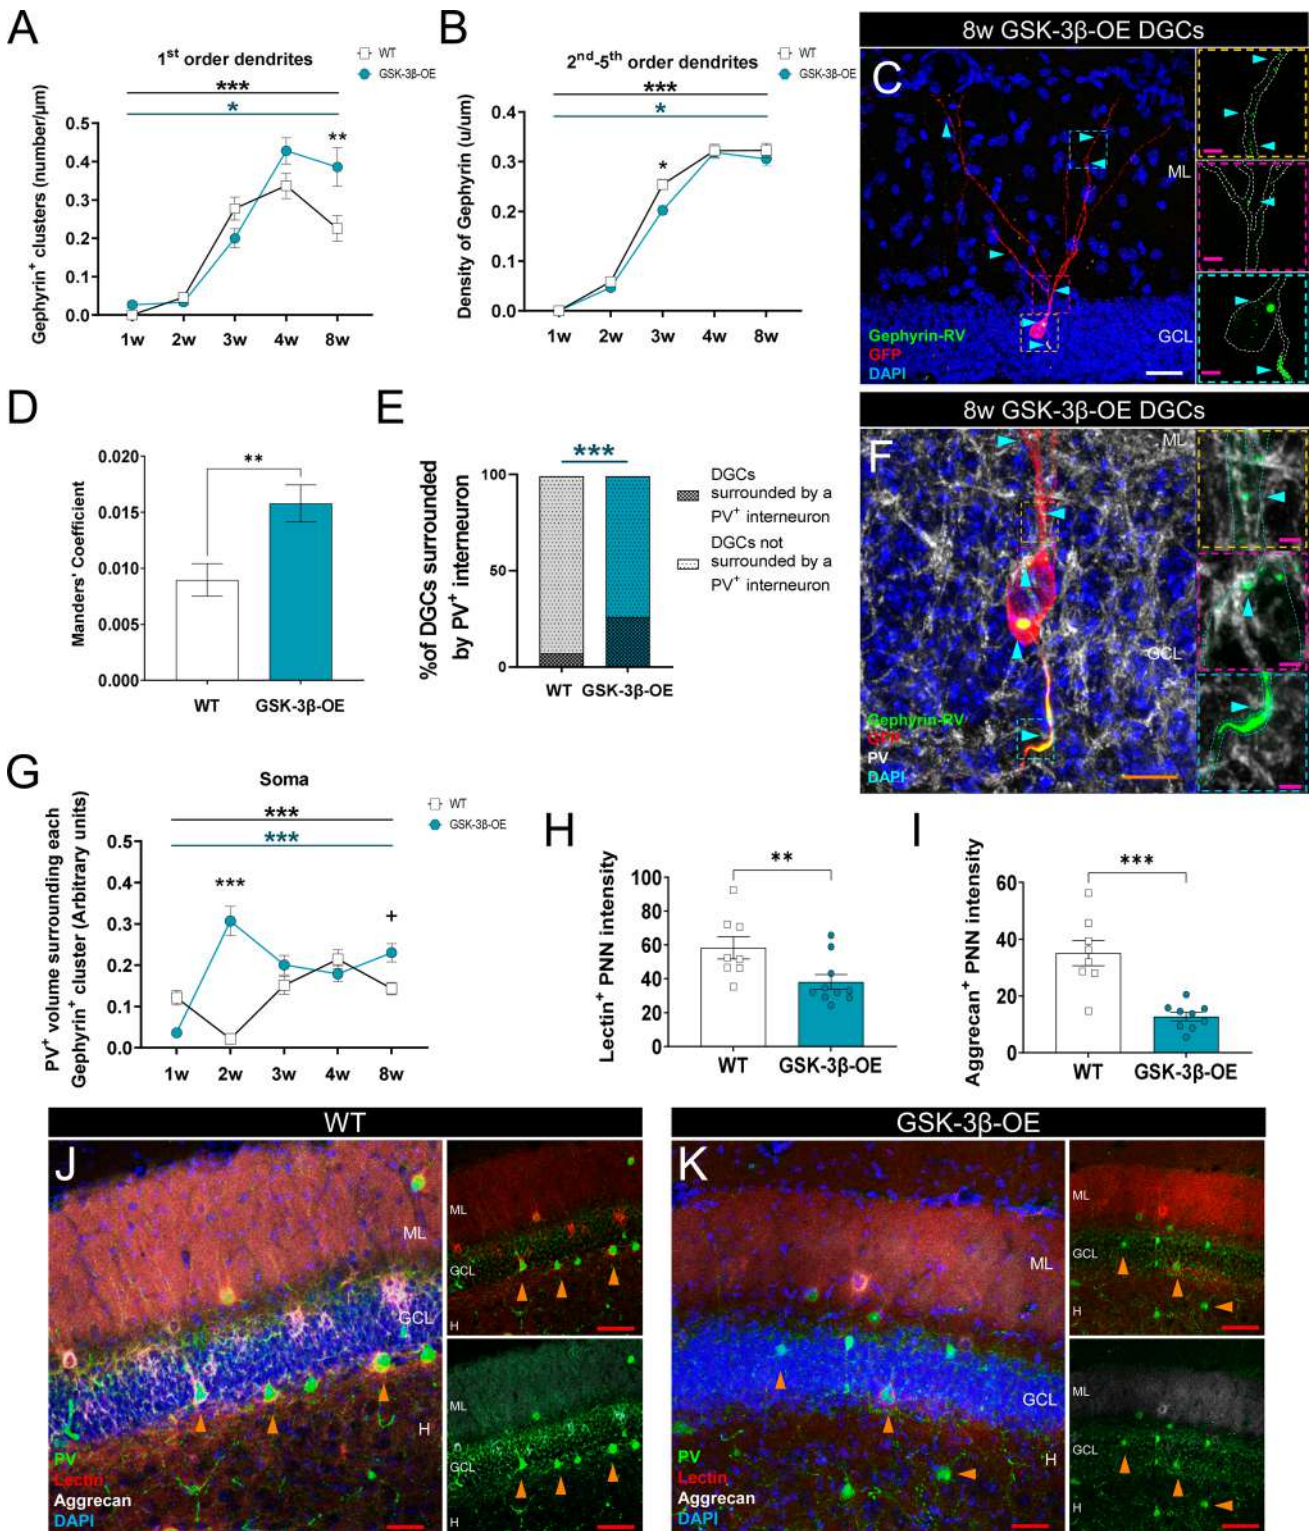 A
1st order dendrites
WT
GSK-3β-OE
***
*
**
Gephyrin+ clusters (number/μm)
0.5
0.4
0.3
0.2
0.1
0.0
1w 2w 3w 4w 8w
B
2nd-5th order dendrites
WT
GSK-3β-OE
***
*
*
Density of Gephyrin (u/um)
0.4
0.3
0.2
0.1
0.0
1w 2w 3w 4w 8w
8w GSK-3β-OE DGCs
C
ML
GCL
Gephyrin-RV
GFP
DAPI
D
Manders' Coefficient
0.020
0.015
0.010
0.005
0.000
**
WT GSK-3β-OE
E
%of DGCs surrounded
by PV+ interneuron
100
50
0
***
WT GSK-3β-OE
DGCs
surrounded by a
PV+ interneuron
DGCs not
surrounded by a
PV+ interneuron
8w GSK-3β-OE DGCs
F
ML
GCL
Gephyrin-RV
GFP
PV
DAPI
G
Soma
WT
GSK-3β-OE
***
***
***
+
PV+ volume surrounding each
Gephyrin+ cluster (Arbitrary units)
0.5
0.4
0.3
0.2
0.1
0.0
1w 2w 3w 4w 8w
H
Lectin+ PNN intensity
100
80
60
40
20
0
**
WT GSK-3β-OE
I
Aggrecan+ PNN intensity
60
40
20
0
***
WT GSK-3β-OE
WT
J
ML
GCL
H
PV
Lectin
Aggrecan
DAPI
ML
GCL
H
ML
GCL
H
GSK-3β-OE
K
ML
GCL
H
PV
Lectin
Aggrecan
DAPI
ML
GCL
H
ML
GCL
H